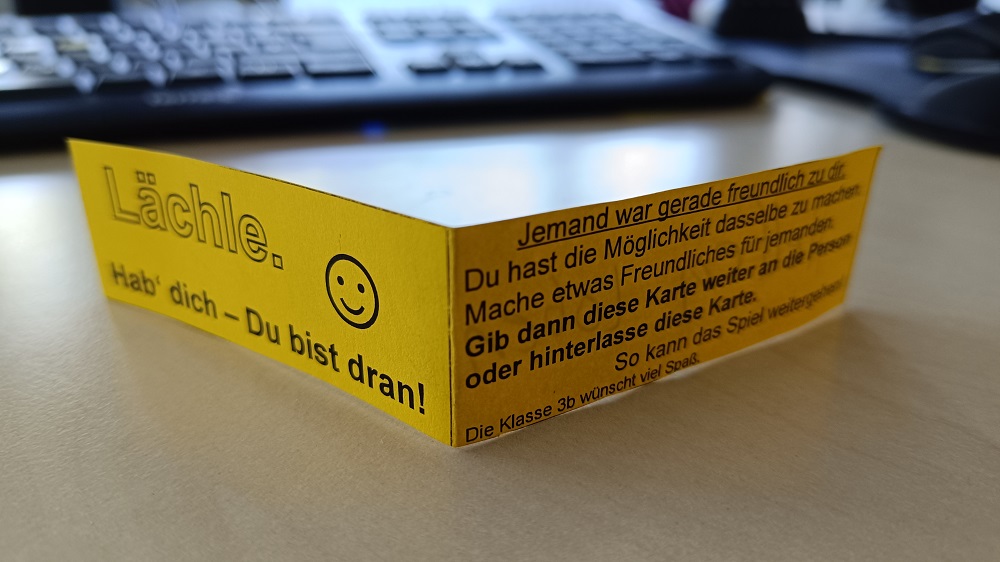 Lächle.
Hab‘ dich – Du bist dran!
Jemand war gerade freundlich zu dir.
Du hast die Möglichkeit dasselbe zu machen.
Mache etwas Freundliches für jemanden.
Gib dann diese Karte weiter an die Person
oder hinterlasse diese Karte.
So kann das Spiel weitergehen!
Die Klasse 3b wünscht viel Spaß.